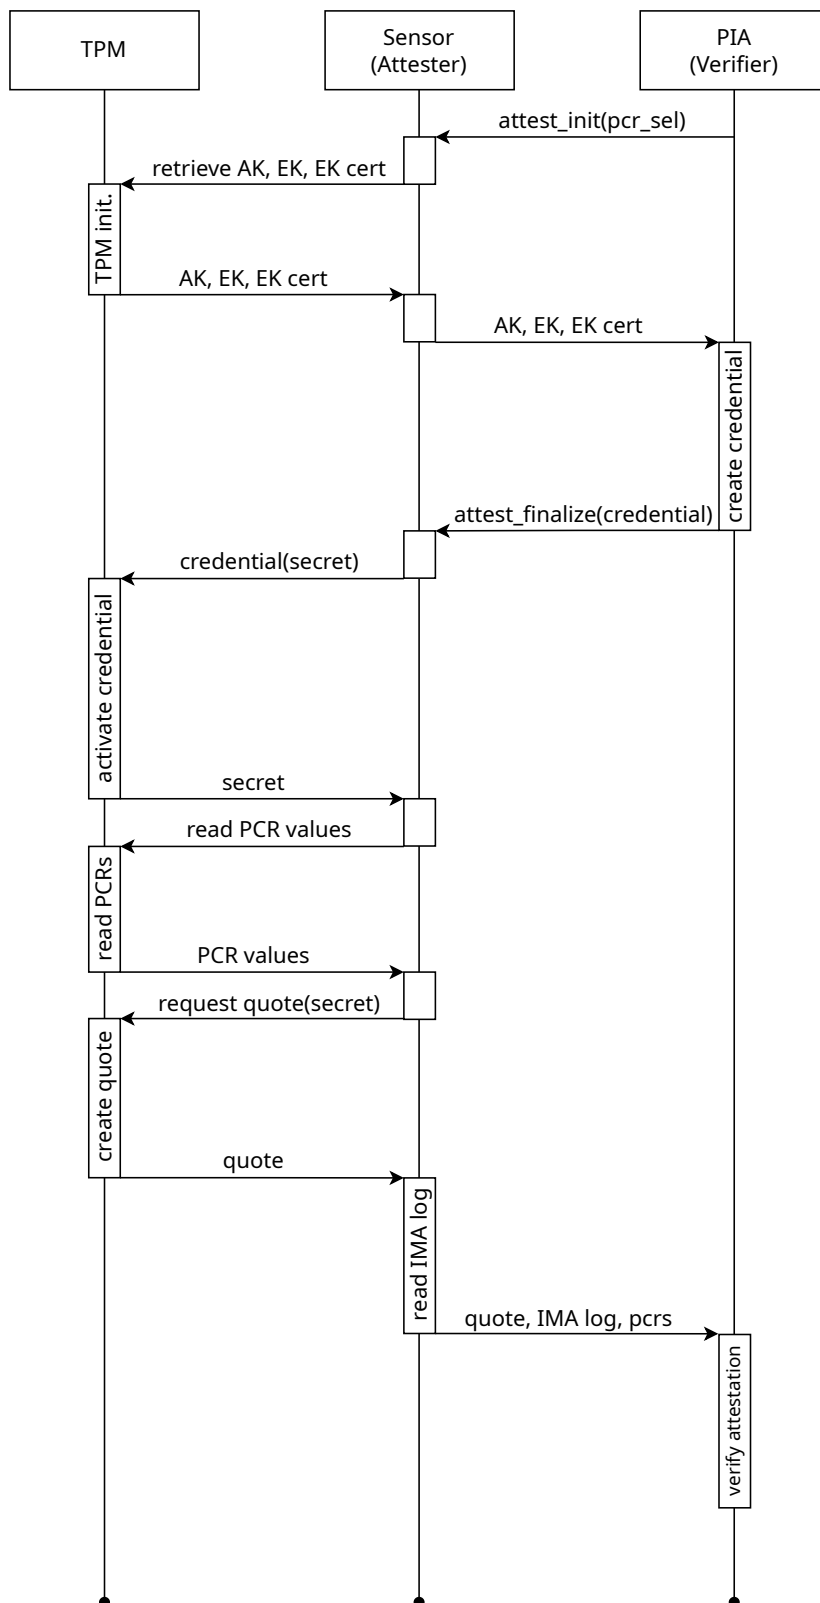 TPM
Sensor
(Attester)
PIA
(Verifier)
attest_init(pcr_sel)
retrieve AK, EK, EK cert
TPM init.
AK, EK, EK cert
AK, EK, EK cert
create credential
attest_finalize(credential)
credential(secret)
activate credential
secret
read PCR values
read PCRs
PCR values
request quote(secret)
create quote
quote
read IMA log
quote, IMA log, pcrs
verify attestation